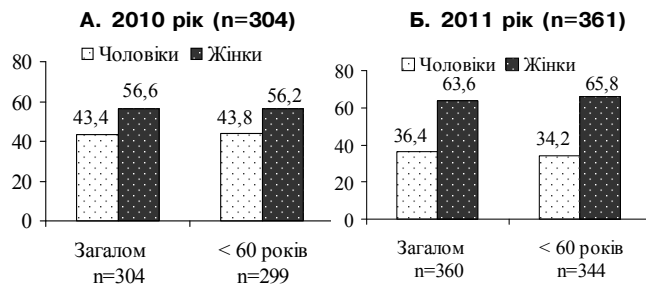 А. 2010 рік (n=304)
Чоловіки Жінки
80
60
40
20
0
43,4
56,6
43,8
56,2
Загалом
n=304
< 60 років
n=299
Б. 2011 рік (n=361)
Чоловіки Жінки
80
60
40
20
0
36,4
63,6
34,2
65,8
Загалом
n=360
< 60 років
n=344